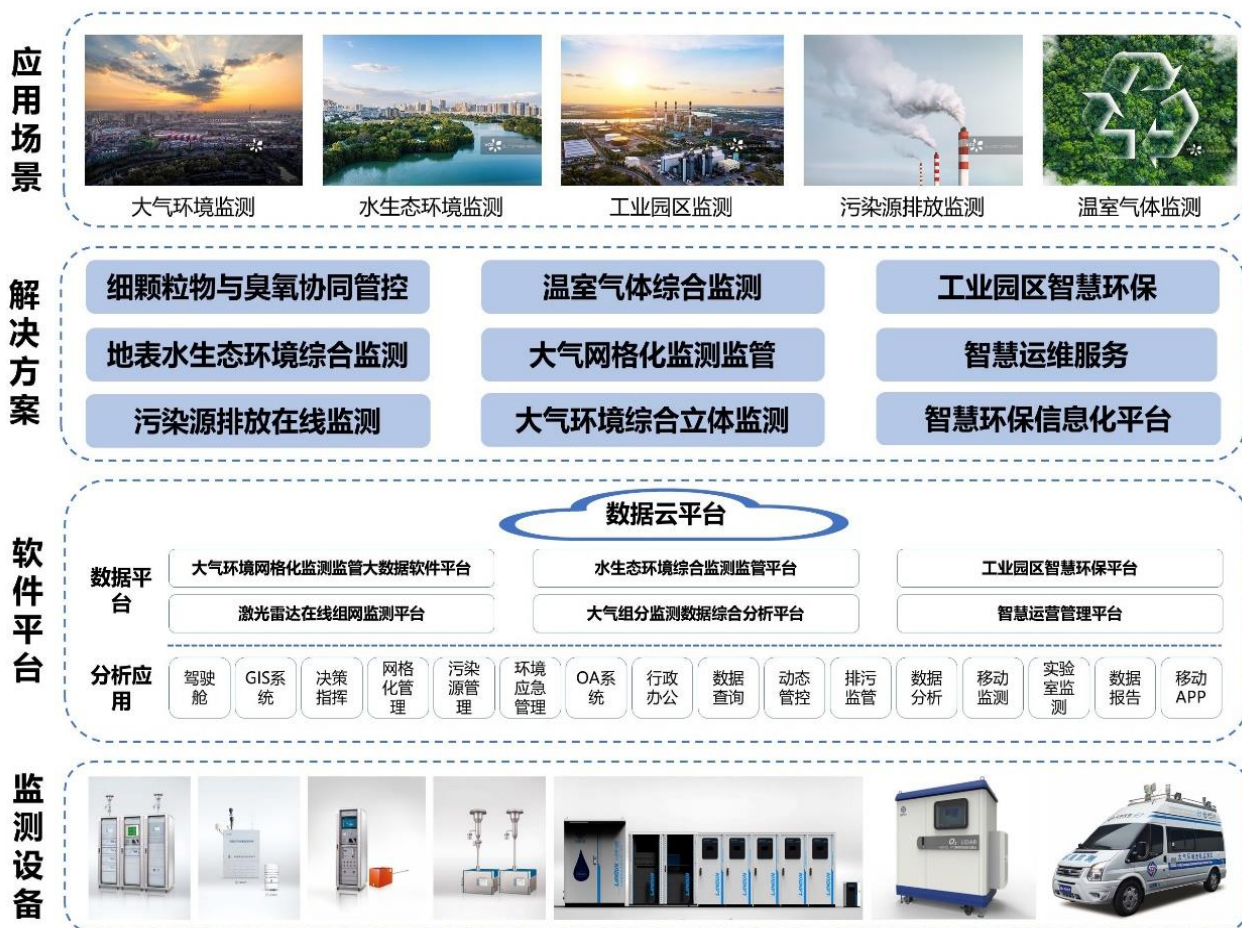 应用场景
大气环境监测
水生态环境监测
工业园区监测
污染源排放监测
温室气体监测
解决方案
细颗粒物与臭氧协同管控
温室气体综合监测
工业园区智慧环保
地表水生态环境综合监测
大气网格化监测监管
智慧运维服务
污染源排放在线监测
大气环境综合立体监测
智慧环保信息化平台
软件平台
数据云平台
数据平
台
大气环境网格化监测监管大数据软件平台
水生态环境综合监测监管平台
工业园区智慧环保平台
激光雷达在线组网监测平台
大气组分监测数据综合分析平台
智慧运营管理平台
分析应
用
驾驶
舱
GIS系
统
决策
指挥
网格
化管
理
污染
源管
理
环境
应急
管理
OA系
统
行政
办公
数据
查询
动态
管控
排污
监管
数据
分析
移动
监测
实验
室监
测
数据
报告
移动
APP
监测设备